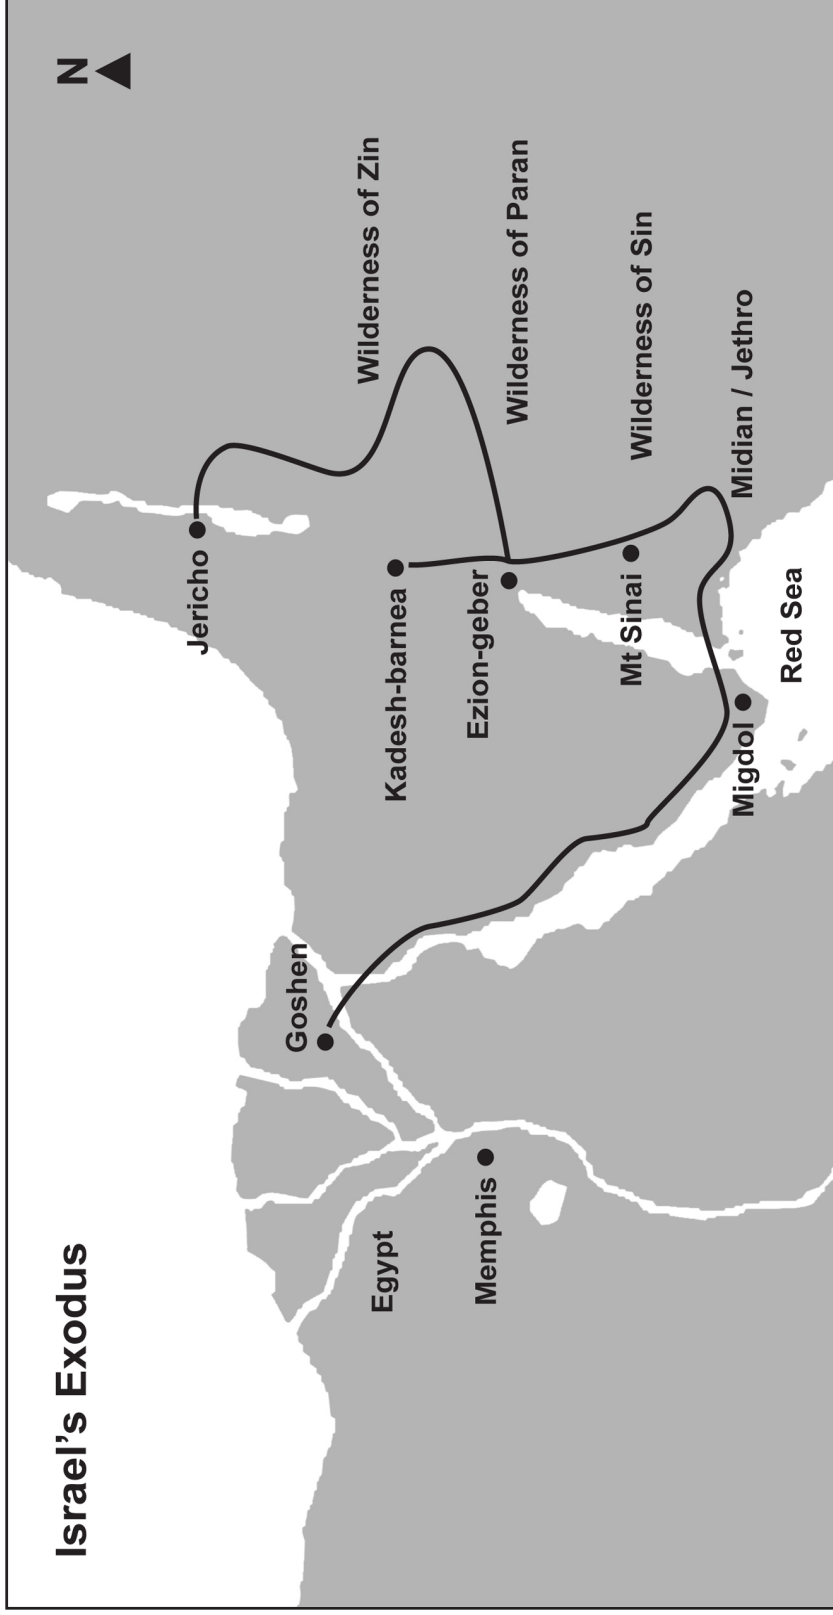 Israel's Exodus
N
Jericho
Goshen
Wilderness of Zin
Egypt
Kadesh-barnea
Memphis
Ezion-geber
Wilderness of Paran
Mt Sinai
Wilderness of Sin
Migdol
Midian / Jethro
Red Sea